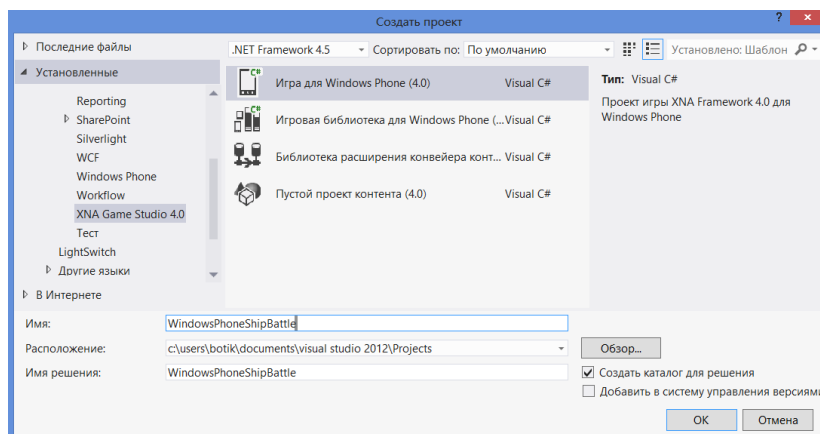 Создать проект
? ×
Последние файлы
.NET Framework 4.5 Сортировать по: По умолчанию Установлено: Шаблон
Установленные
Reporting
SharePoint
Silverlight
WCF
Windows Phone
Workflow
XNA Game Studio 4.0
Тест
LightSwitch
Другие языки
В Интернете
Игра для Windows Phone (4.0) Visual C#
Игровая библиотека для Windows Phone (... Visual C#
Библиотека расширения конвейера конт... Visual C#
Пустой проект контента (4.0) Visual C#
Тип: Visual C#
Проект игры XNA Framework 4.0 для
Windows Phone
Имя: WindowsPhoneShipBattle
Расположение: c:\users\botik\documents\visual studio 2012\Projects Обзор...
Имя решения: WindowsPhoneShipBattle
Создать каталог для решения
Добавить в систему управления версиями
ОК Отмена